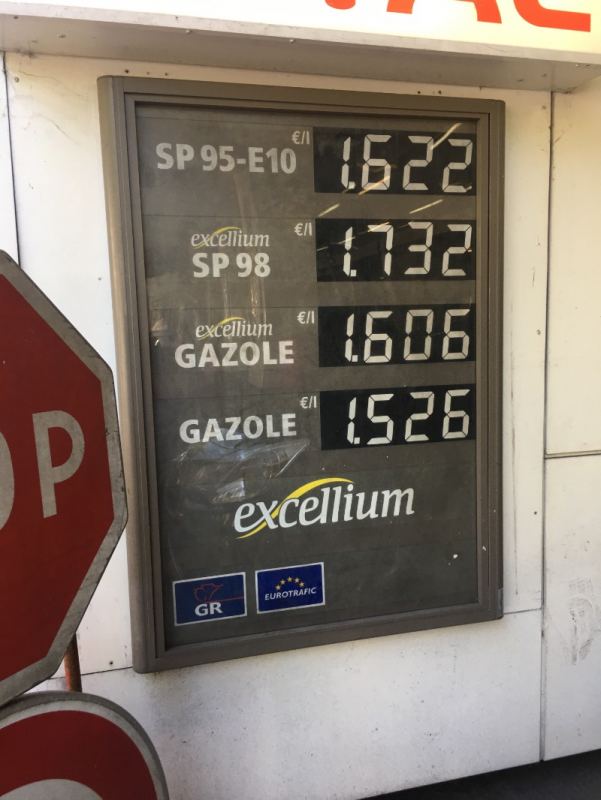 SP 95-E10 €/l 1.622
excellium €/l
SP 98 1.732
excellium €/l
GAZOLE 1.606
GAZOLE €/l 1.526
excellium
GR
EUROTRAFIC
OP